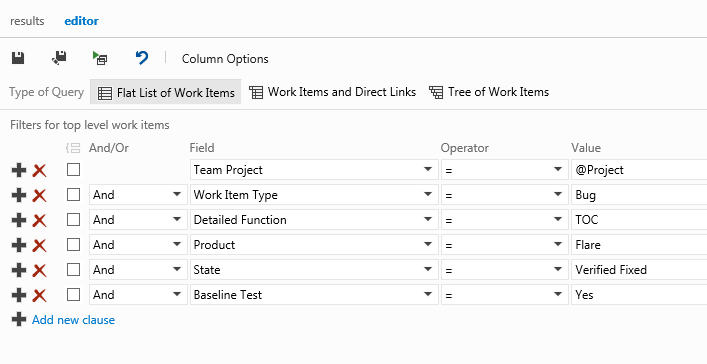 results editor
Column Options
Type of Query Flat List of Work Items Work Items and Direct Links Tree of Work Items
Filters for top level work items
And/Or Field Operator Value
Team Project = @Project
And Work Item Type = Bug
And Detailed Function = TOC
And Product = Flare
And State = Verified Fixed
And Baseline Test = Yes
Add new clause